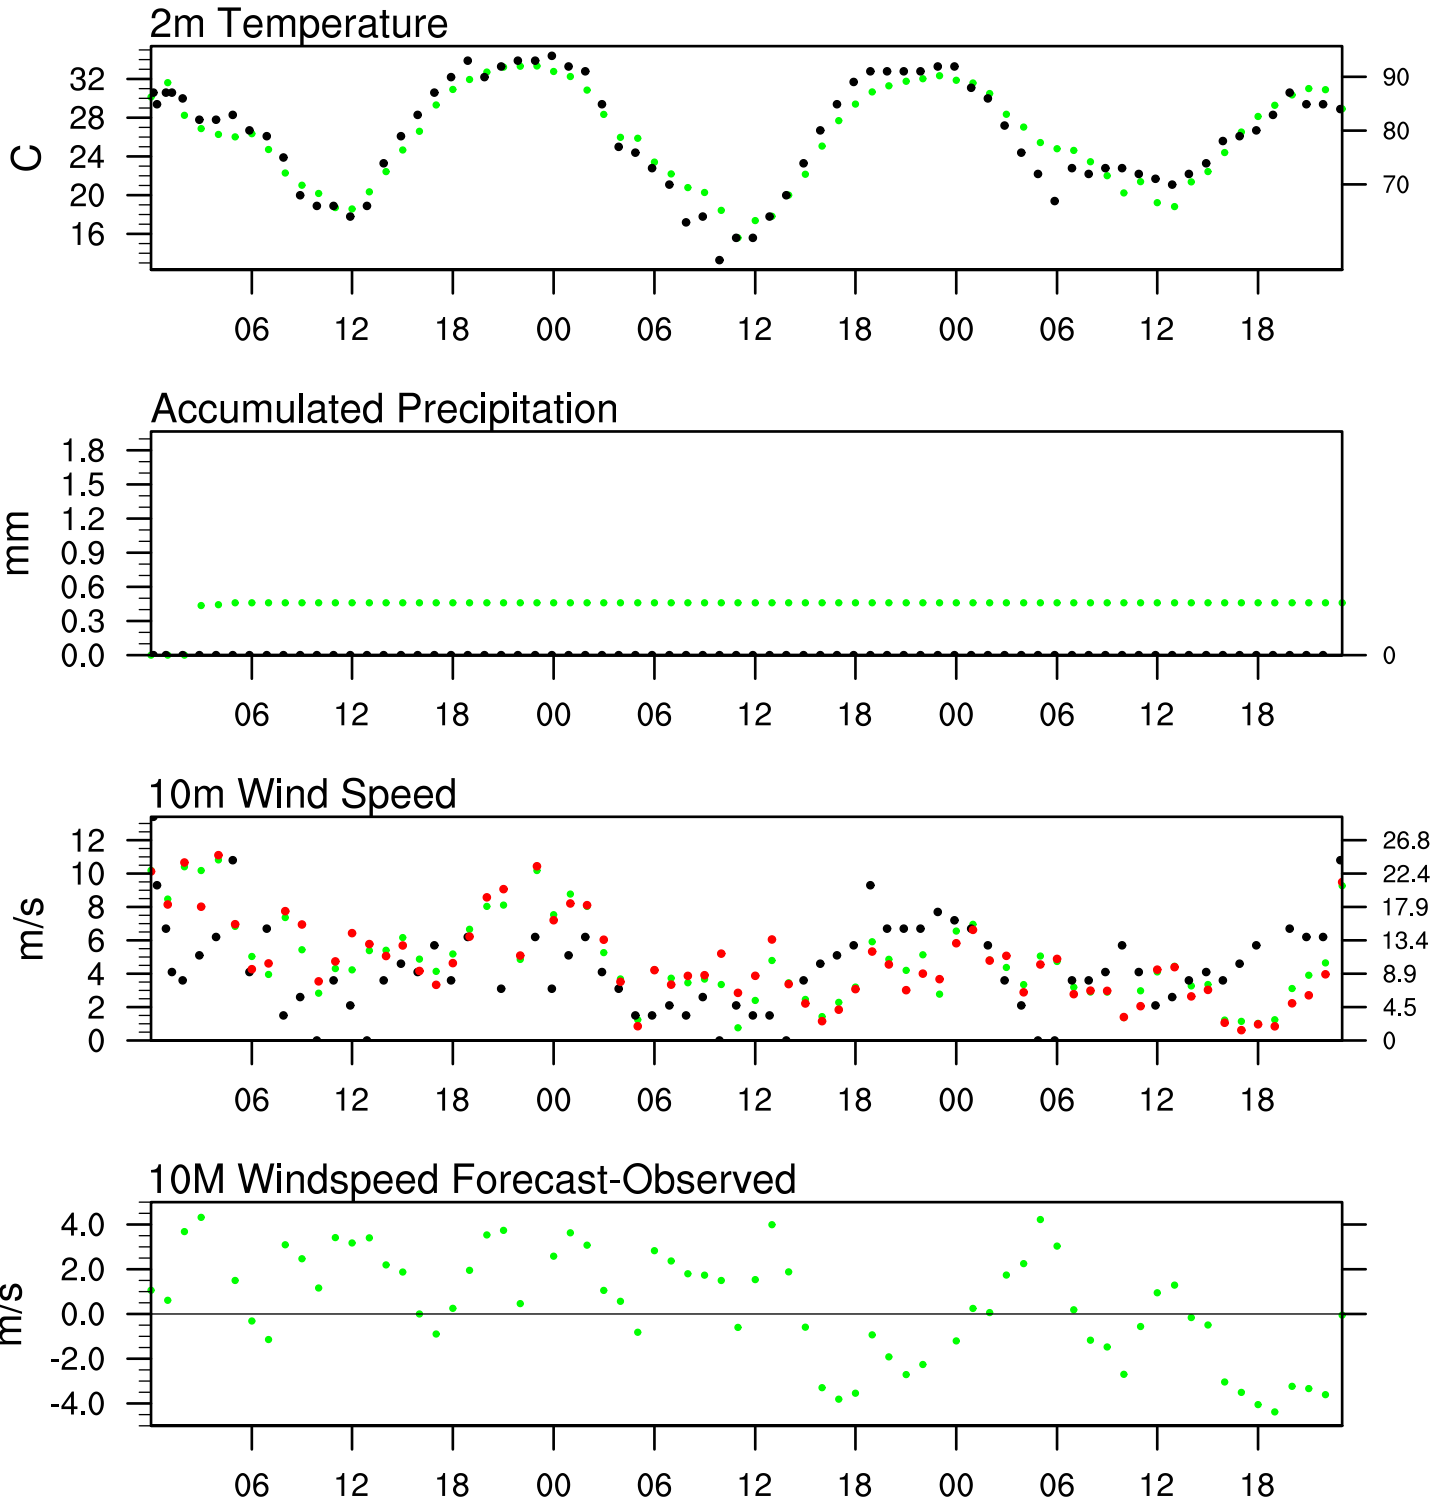 2m Temperature
32
28
24
20
16
C
90
80
70
06 12 18 00 06 12 18 00 06 12 18
Accumulated Precipitation
1.8
1.5
1.2
0.9
0.6
0.3
0.0
mm
0
06 12 18 00 06 12 18 00 06 12 18
10m Wind Speed
12
10
8
6
4
2
0
m/s
26.8
22.4
17.9
13.4
8.9
4.5
0
06 12 18 00 06 12 18 00 06 12 18
10M Windspeed Forecast-Observed
4.0
2.0
0.0
-2.0
-4.0
m/s
06 12 18 00 06 12 18 00 06 12 18